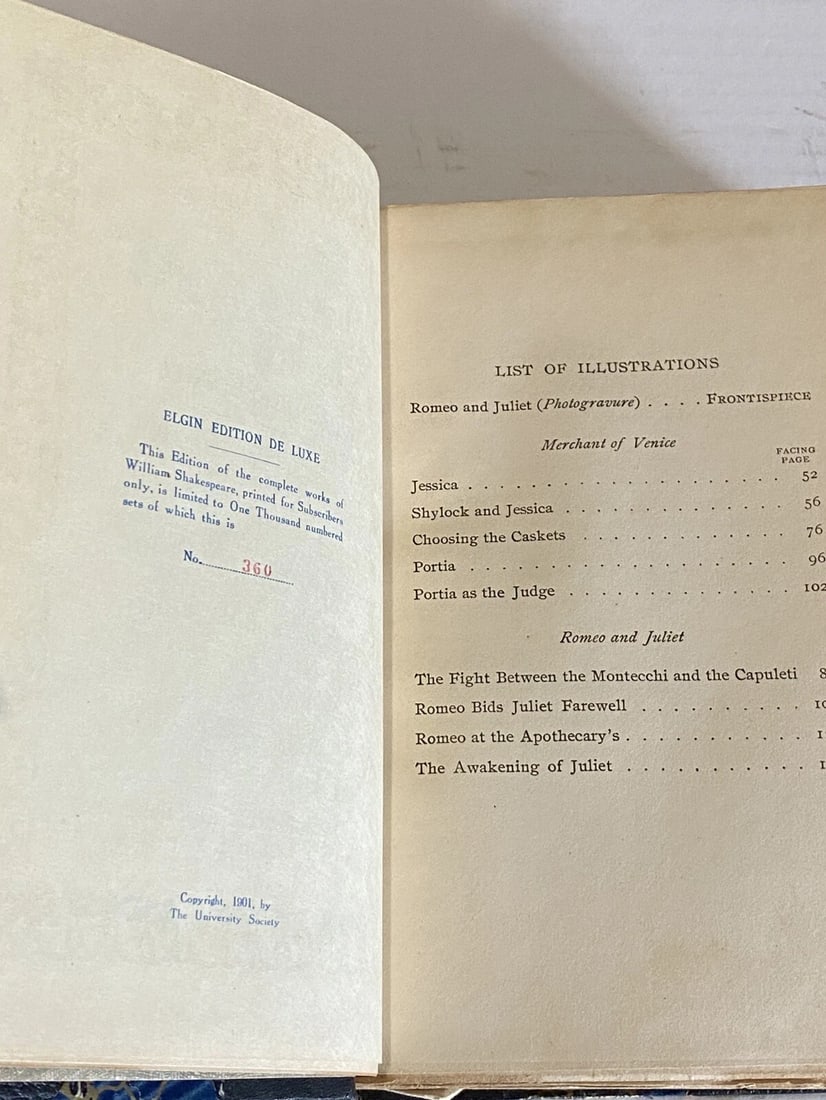 ELGIN EDITION DE LUXE
This Edition of the complete works of
William Shakespeare, printed for Subscribers
only, is limited to One Thousand numbered
sets of which this is
No. 360
Copyright, 1901, by
The University Society
LIST OF ILLUSTRATIONS
Romeo and Juliet (Photogravure) . . . . FRONTISPIECE
Merchant of Venice
FACING
PAGE
Jessica . . . . . . . . . . . . . . . . . . . . 52
Shylock and Jessica . . . . . . . . . . . . . . 56
Choosing the Caskets . . . . . . . . . . . . . 76
Portia . . . . . . . . . . . . . . . . . . . . 96
Portia as the Judge . . . . . . . . . . . . . . 102
Romeo and Juliet
The Fight Between the Montecchi and the Capuleti
Romeo Bids Juliet Farewell . . . . . . . . . .
Romeo at the Apothecary's . . . . . . . . . . .
The Awakening of Juliet . . . . . . . . . . .